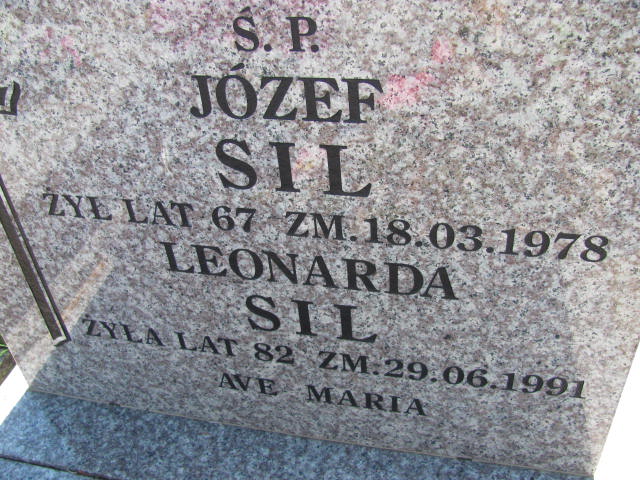 Ś. P.
JÓZEF
SIL
ŻYŁ LAT 67 ZM.18.03.1978
LEONARDA
SIL
ŻYŁA LAT 82 ZM.29.06.1991
AVE MARIA